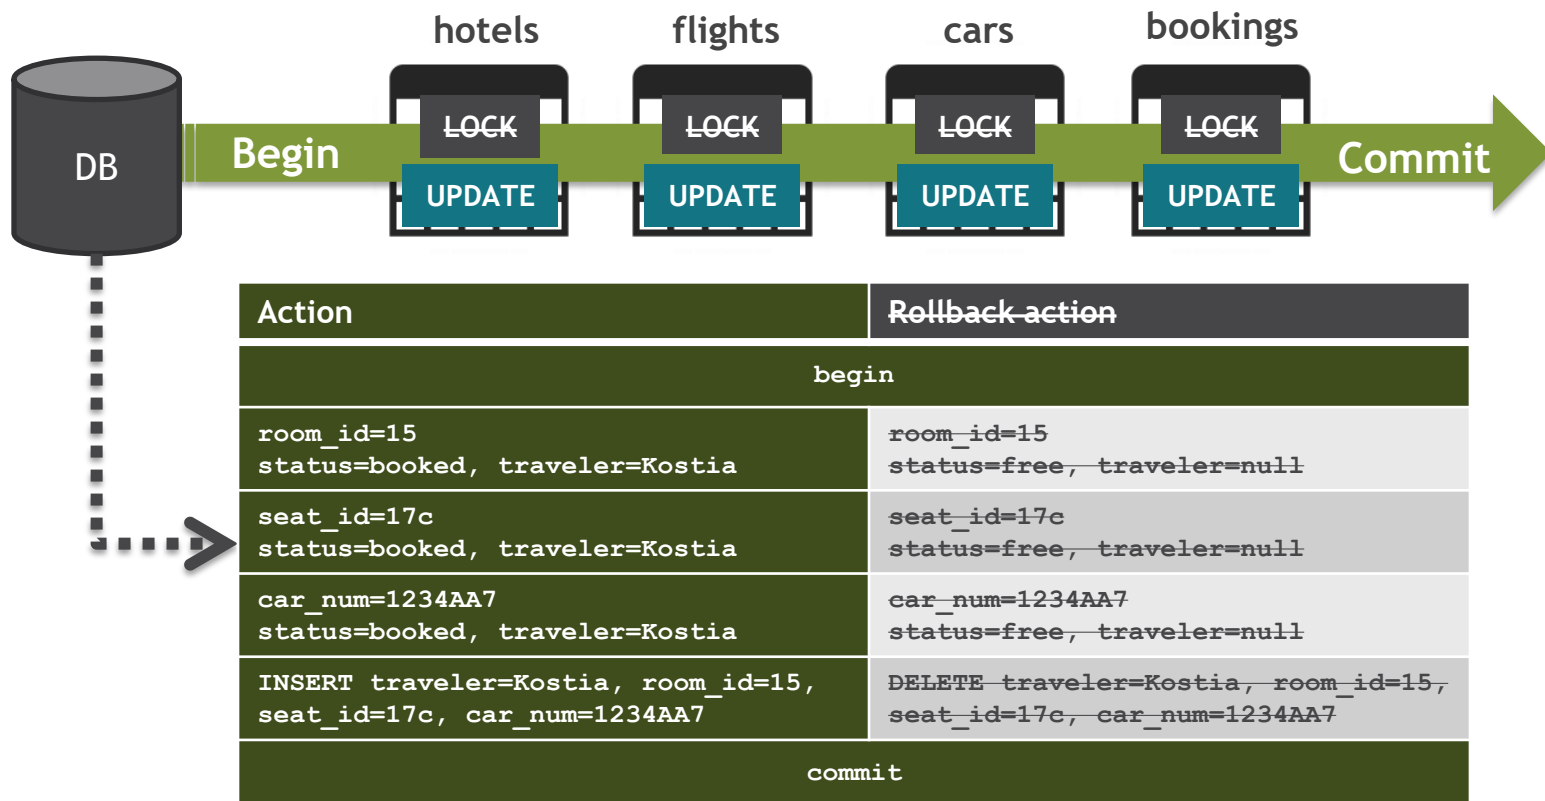 hotels flights cars bookings
LOCK LOCK LOCK LOCK
DB Begin Commit
UPDATE UPDATE UPDATE UPDATE
Action Rollback action
begin
room_id=15 room_id=15
status=booked, traveler=Kostia status=free, traveler=null
seat_id=17c seat_id=17c
status=booked, traveler=Kostia status=free, traveler=null
car_num=1234AA7 car_num=1234AA7
status=booked, traveler=Kostia status=free, traveler=null
INSERT traveler=Kostia, room_id=15, DELETE traveler=Kostia, room_id=15,
seat_id=17c, car_num=1234AA7 seat_id=17c, car_num=1234AA7
commit